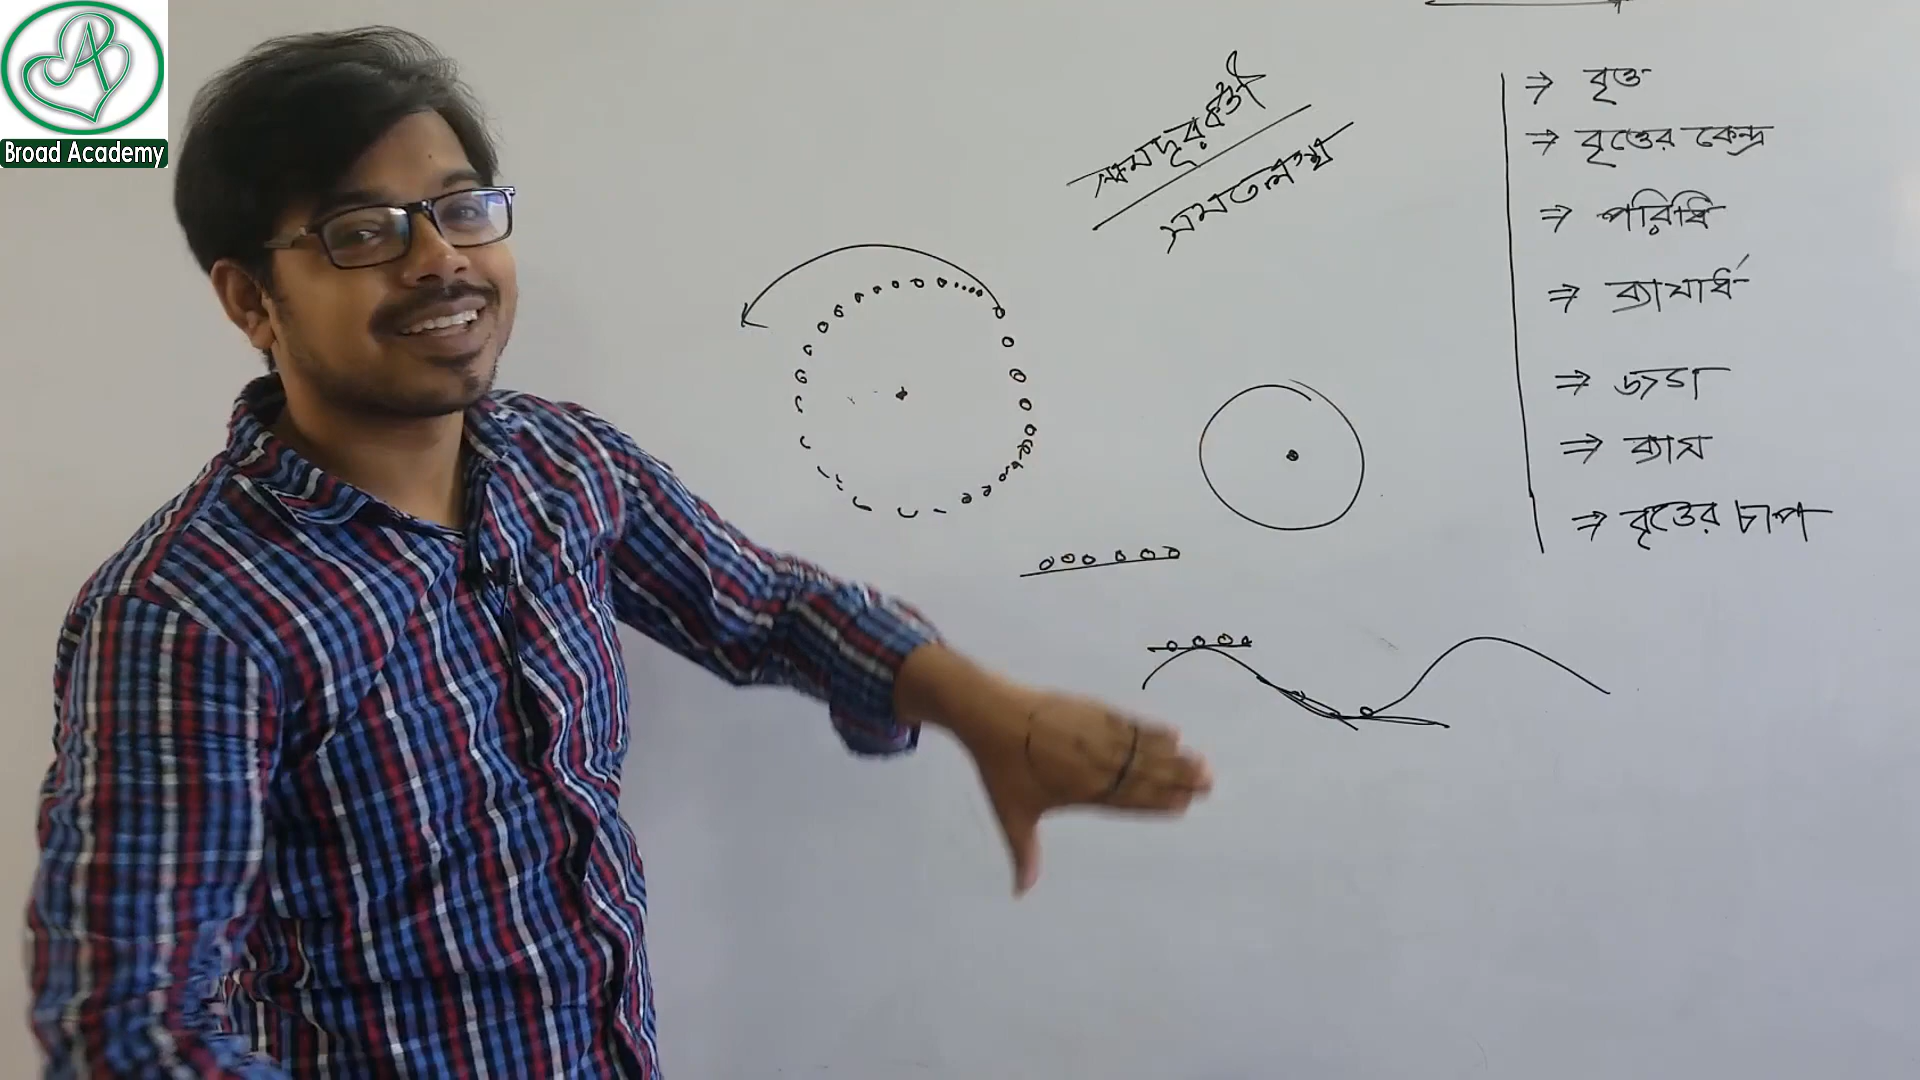 Broad Academy
সমদূরবর্তী
সমতলস্থ
⇒ বৃত্ত
⇒ বৃত্তের কেন্দ্র
⇒ পরিধি
⇒ ব্যাসার্ধ
⇒ জ্যা
⇒ ব্যাস
⇒ বৃত্তের চাপ